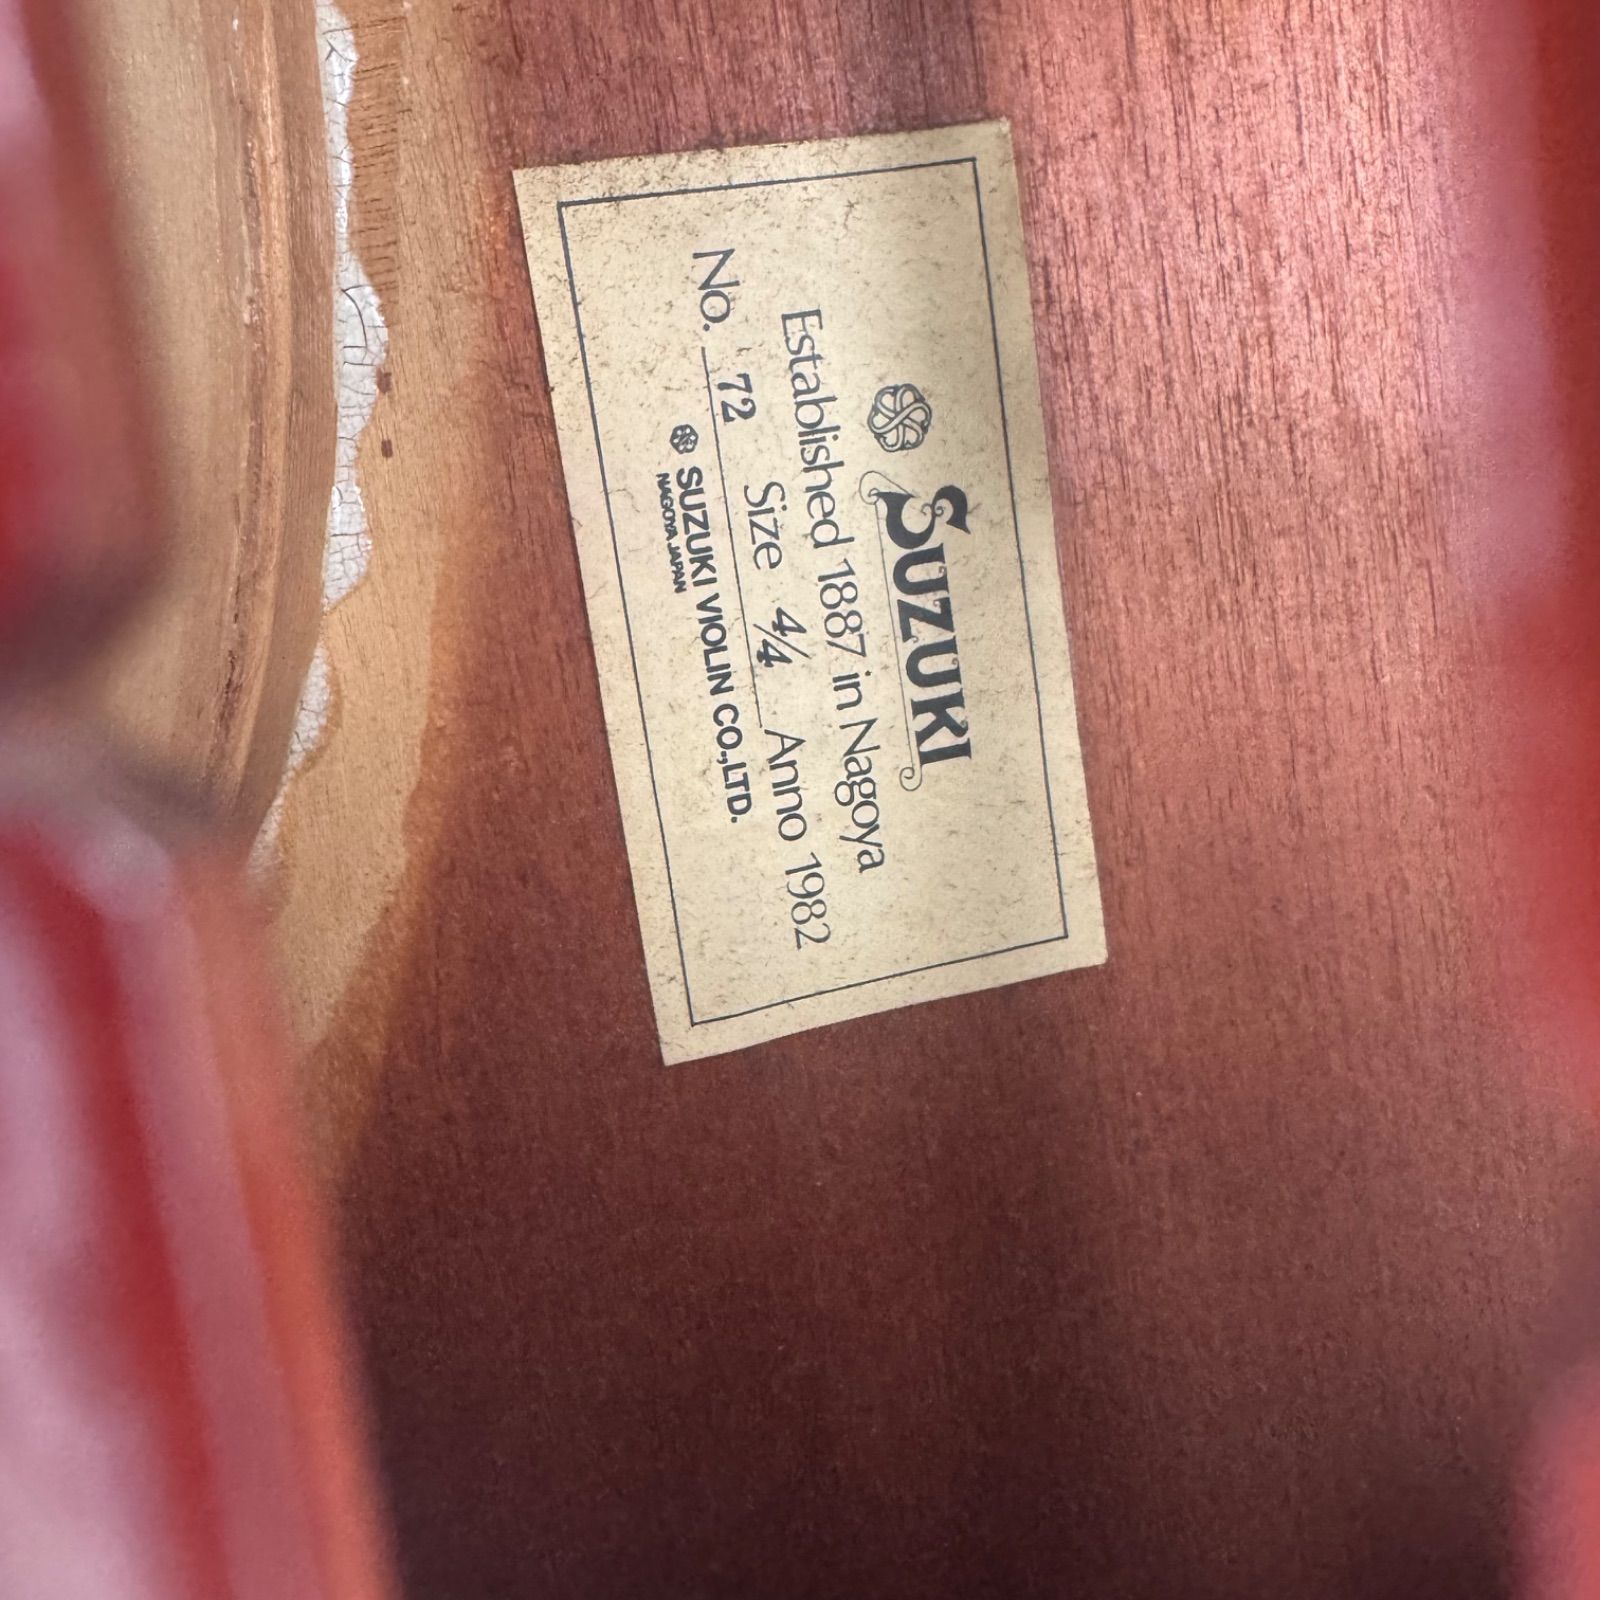 SUZUKI
Established 1887 in Nagoya
No. 72 Size 4/4 Anno 1982
SUZUKI VIOLIN CO.,LTD.
NAGOYA JAPAN